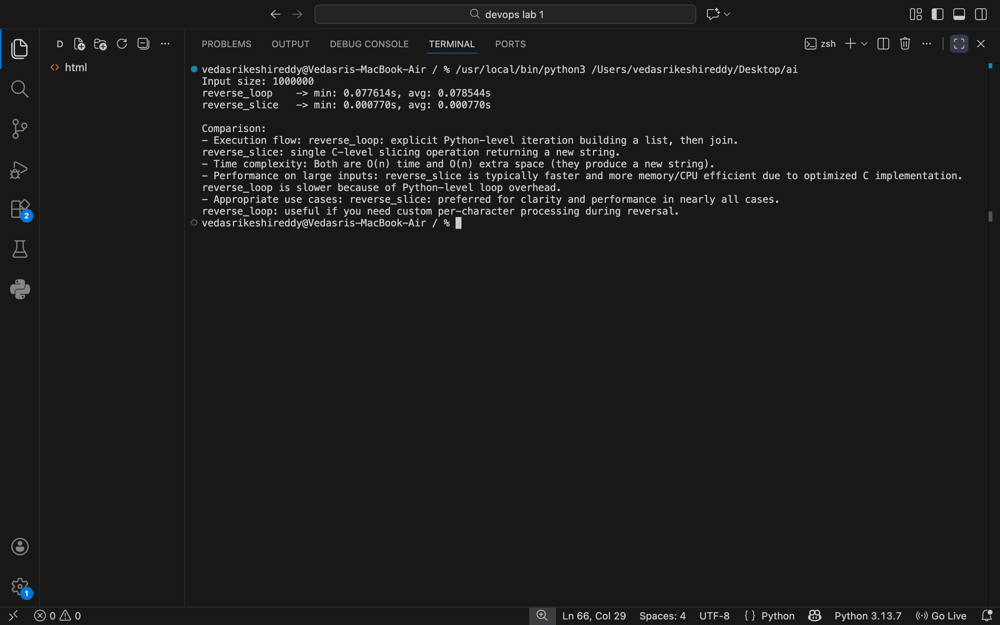 devops lab 1
D
PROBLEMS OUTPUT DEBUG CONSOLE TERMINAL PORTS
zsh
html
vedasrikeshireddy@Vedasris-MacBook-Air / % /usr/local/bin/python3 /Users/vedasrikeshireddy/Desktop/ai
Input size: 1000000
reverse_loop    -> min: 0.077614s, avg: 0.078544s
reverse_slice   -> min: 0.000770s, avg: 0.000770s
Comparison:
- Execution flow: reverse_loop: explicit Python-level iteration building a list, then join.
reverse_slice: single C-level slicing operation returning a new string.
- Time complexity: Both are O(n) time and O(n) extra space (they produce a new string).
- Performance on large inputs: reverse_slice is typically faster and more memory/CPU efficient due to optimized C implementation.
reverse_loop is slower because of Python-level loop overhead.
- Appropriate use cases: reverse_slice: preferred for clarity and performance in nearly all cases.
reverse_loop: useful if you need custom per-character processing during reversal.
vedasrikeshireddy@Vedasris-MacBook-Air / %
2
1
0 0 Ln 66, Col 29 Spaces: 4 UTF-8 {} Python Python 3.13.7 Go Live